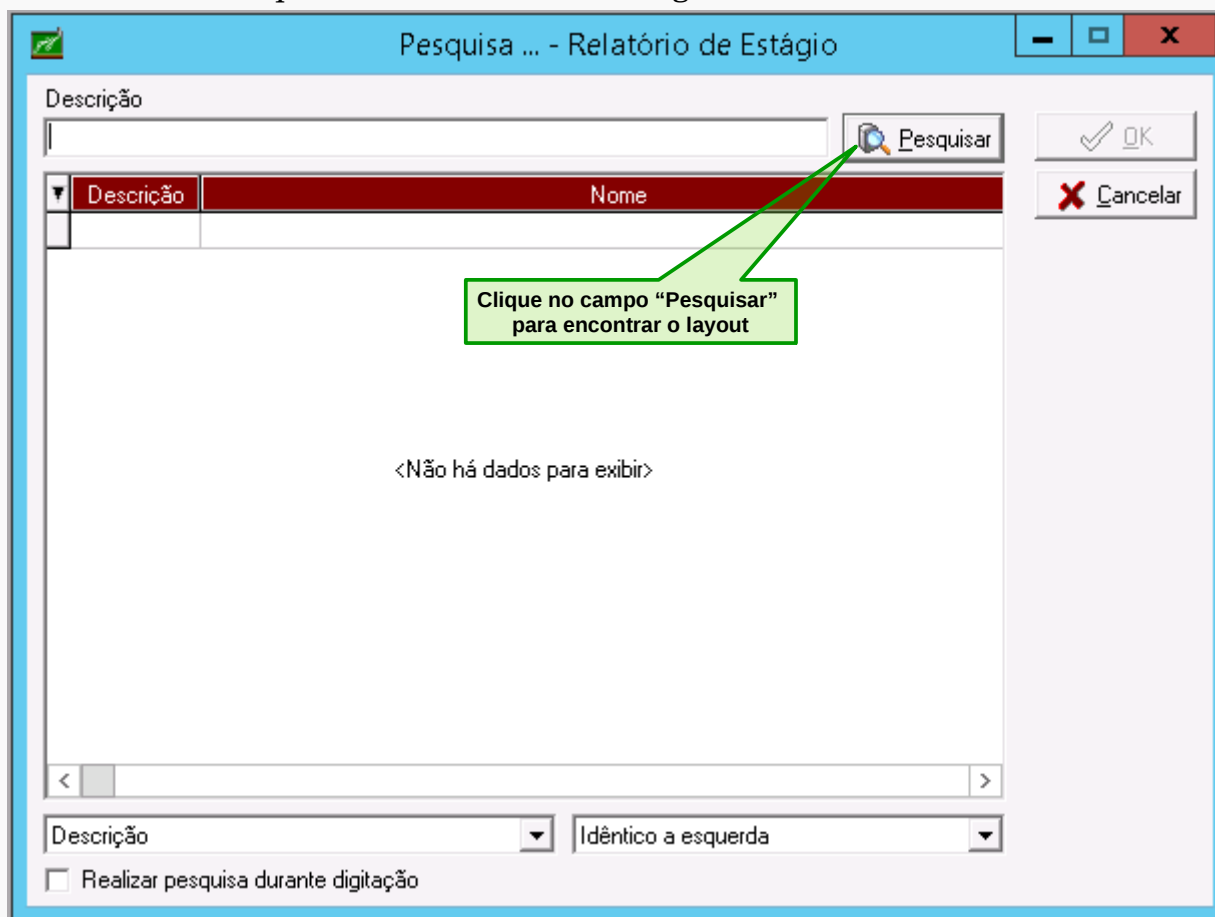 Pesquisa ... - Relatório de Estágio
Descrição
Pesquisar
OK
Descrição Nome
Cancelar
Clique no campo “Pesquisar”
para encontrar o layout
<Não há dados para exibir>
Descrição
Idêntico a esquerda
Realizar pesquisa durante digitação